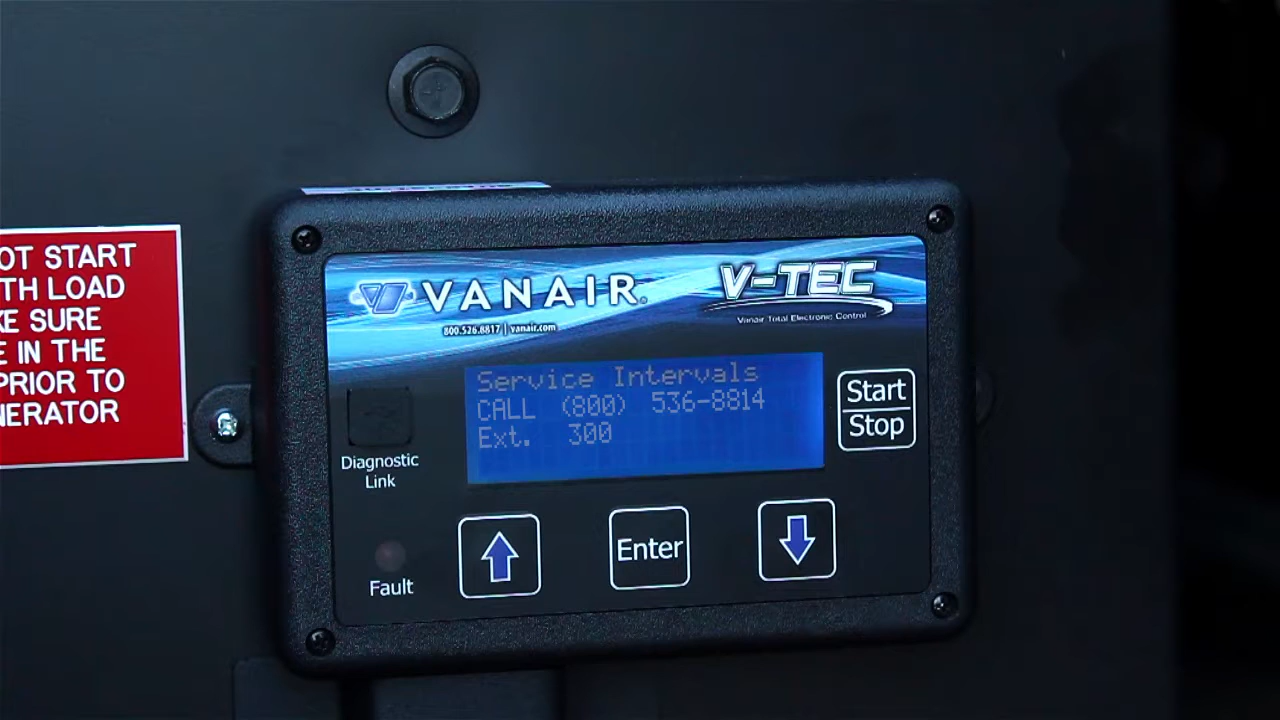 OT START
TH LOAD
KE SURE
E IN THE
PRIOR TO
NERATOR
VANAIR
800.526.8817 | vanair.com
V-TEC
Vanair Total Electronic Control
Service Intervals
CALL (800) 536-8814
Ext. 300
Start
Stop
Diagnostic
Link
Fault
Enter